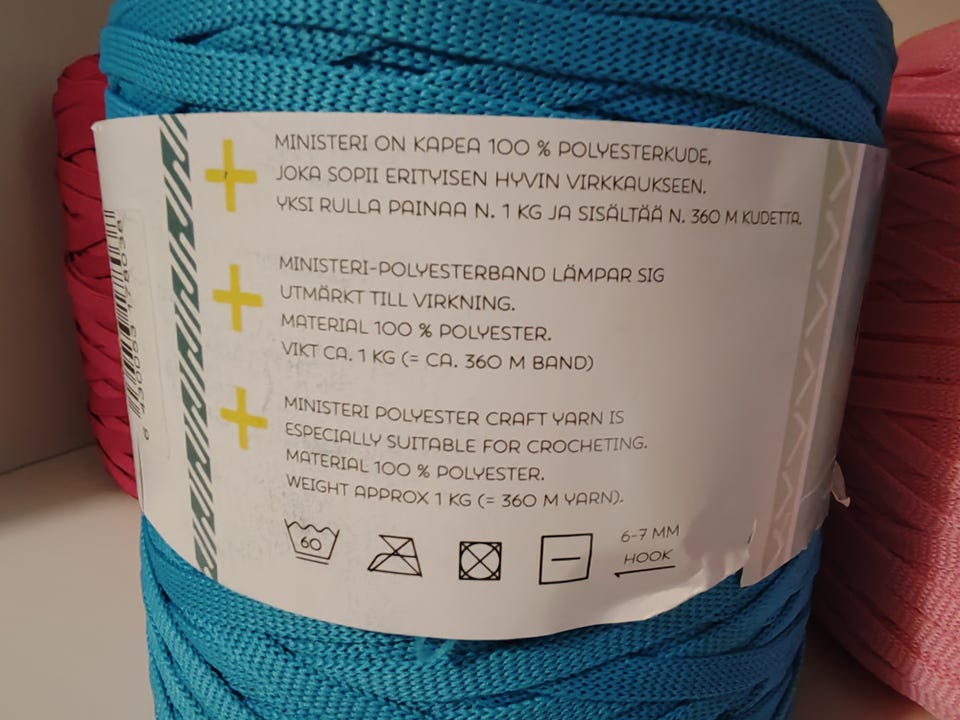 MINISTERI ON KAPEA 100 % POLYESTERKUDE,
JOKA SOPII ERITYISEN HYVIN VIRKKAUKSEEN.
YKSI RULLA PAINAA N. 1 KG JA SISÄLTÄÄ N. 360 M KUDETTA.
MINISTERI-POLYESTERBAND LÄMPAR SIG
UTMÄRKT TILL VIRKNING.
MATERIAL 100 % POLYESTER.
VIKT CA. 1 KG (= CA. 360 M BAND)
MINISTERI POLYESTER CRAFT YARN IS
ESPECIALLY SUITABLE FOR CROCHETING.
MATERIAL 100 % POLYESTER.
WEIGHT APPROX 1 KG (= 360 M YARN).
60
6-7 MM
HOOK